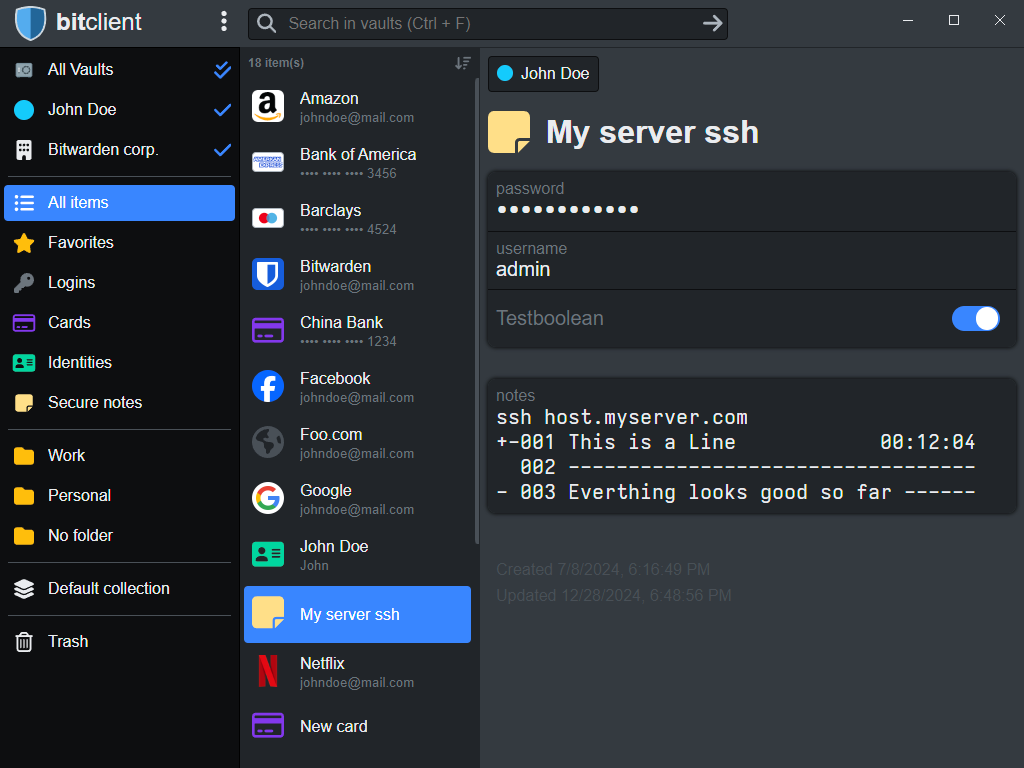 bitclient
Search in vaults (Ctrl + F)
All Vaults
John Doe
Bitwarden corp.
All items
Favorites
Logins
Cards
Identities
Secure notes
Work
Personal
No folder
Default collection
Trash
18 item(s)
Amazon
johndoe@mail.com
Bank of America
•••• •••• •••• 3456
Barclays
•••• •••• •••• 4524
Bitwarden
johndoe@mail.com
China Bank
•••• •••• •••• 1234
Facebook
johndoe@mail.com
Foo.com
johndoe@mail.com
Google
johndoe@mail.com
John Doe
John
My server ssh
Netflix
johndoe@mail.com
New card
John Doe
My server ssh
password
••••••••••••
username
admin
Testboolean
notes
ssh host.myserver.com
+-001 This is a Line            00:12:04
  002 ----------------------------------
- 003 Everthing looks good so far ------
Created 7/8/2024, 6:16:49 PM
Updated 12/28/2024, 6:48:56 PM